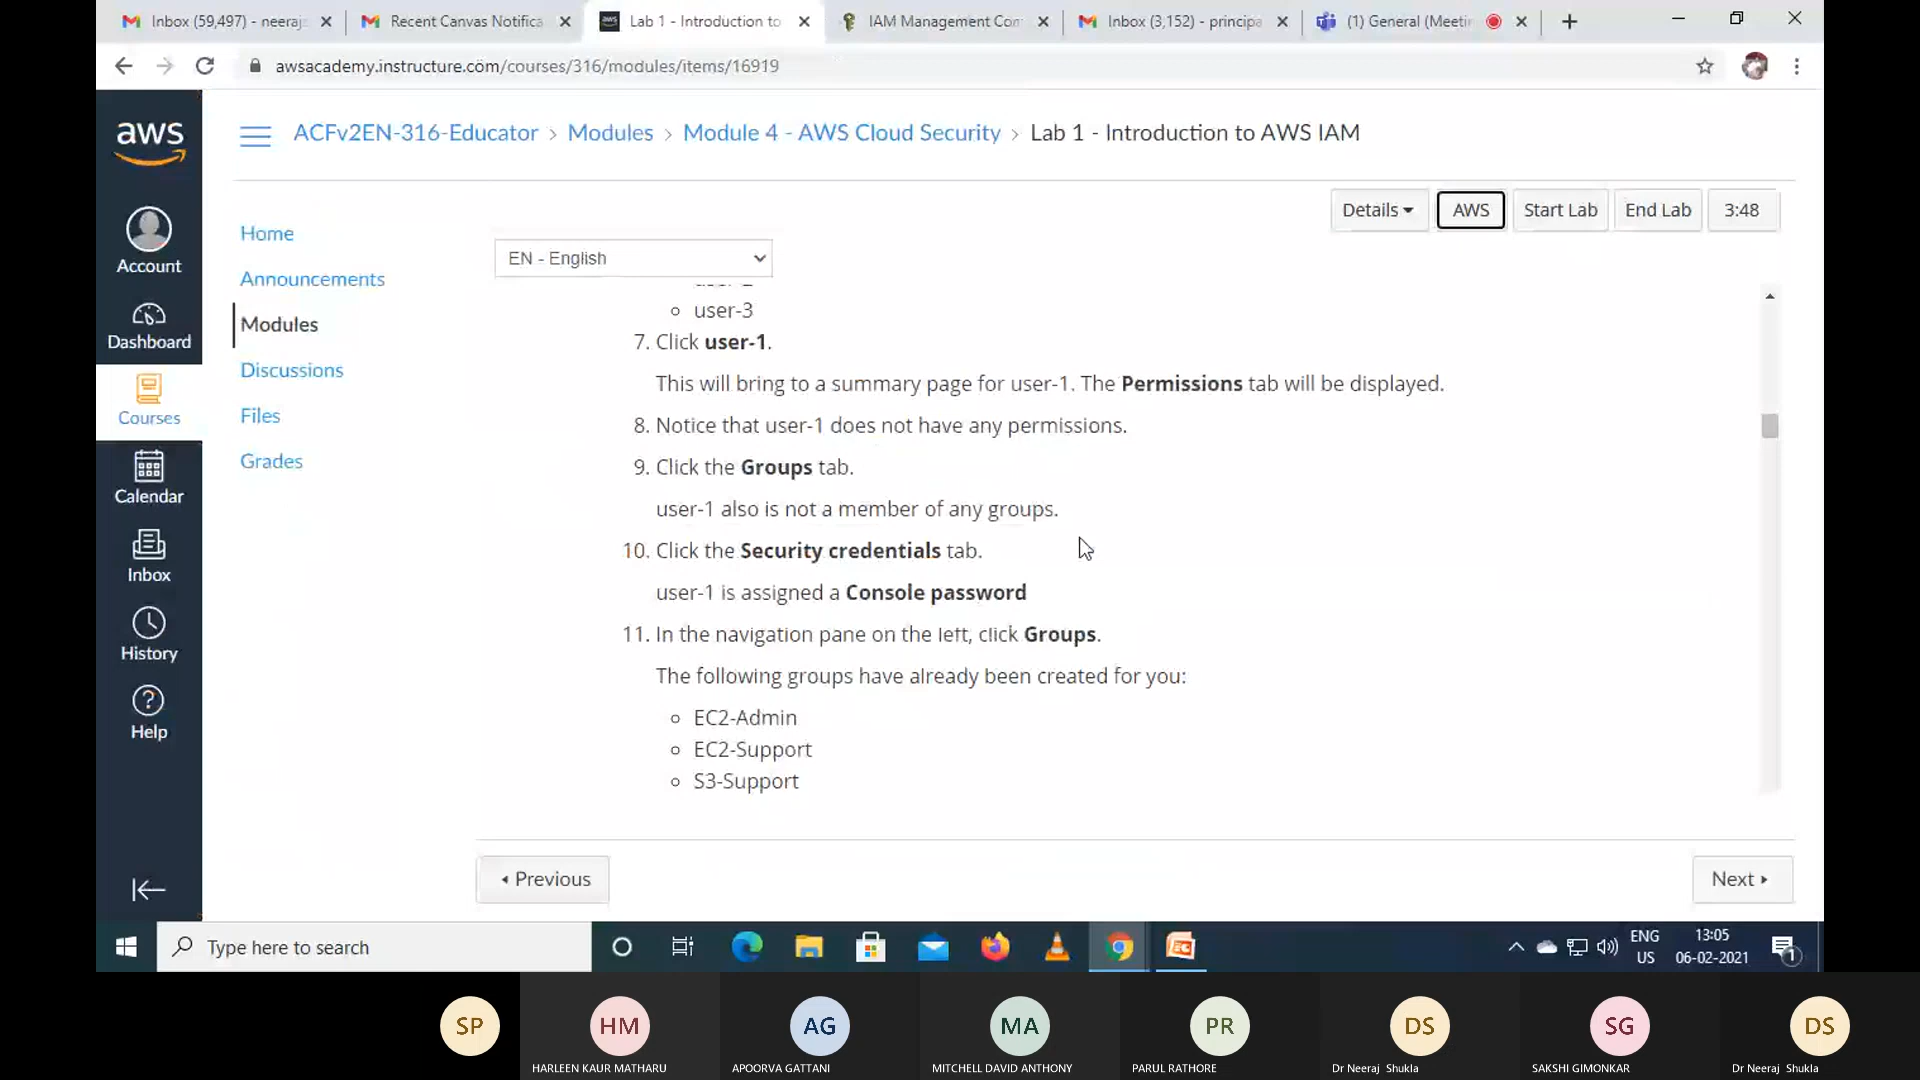 Inbox (59,497) - neeraj
Recent Canvas Notifica
Lab 1 - Introduction to
IAM Management Con
Inbox (3,152) - principa
(1) General (Meetin
awsacademy.instructure.com/courses/316/modules/items/16919
aws
Account
Dashboard
Courses
Calendar
Inbox
History
Help
ACFv2EN-316-Educator > Modules > Module 4 - AWS Cloud Security > Lab 1 - Introduction to AWS IAM
Home
Announcements
Modules
Discussions
Files
Grades
Details
AWS
Start Lab
End Lab
3:48
EN - English
user-3
7. Click user-1.
This will bring to a summary page for user-1. The Permissions tab will be displayed.
8. Notice that user-1 does not have any permissions.
9. Click the Groups tab.
user-1 also is not a member of any groups.
10. Click the Security credentials tab.
user-1 is assigned a Console password
11. In the navigation pane on the left, click Groups.
The following groups have already been created for you:
EC2-Admin
EC2-Support
S3-Support
Previous
Next
Type here to search
ENG
US
13:05
06-02-2021
1
SP
HM
AG
MA
PR
DS
SG
DS
HARLEEN KAUR MATHARU
APOORVA GATTANI
MITCHELL DAVID ANTHONY
PARUL RATHORE
Dr Neeraj Shukla
SAKSHI GIMONKAR
Dr Neeraj Shukla